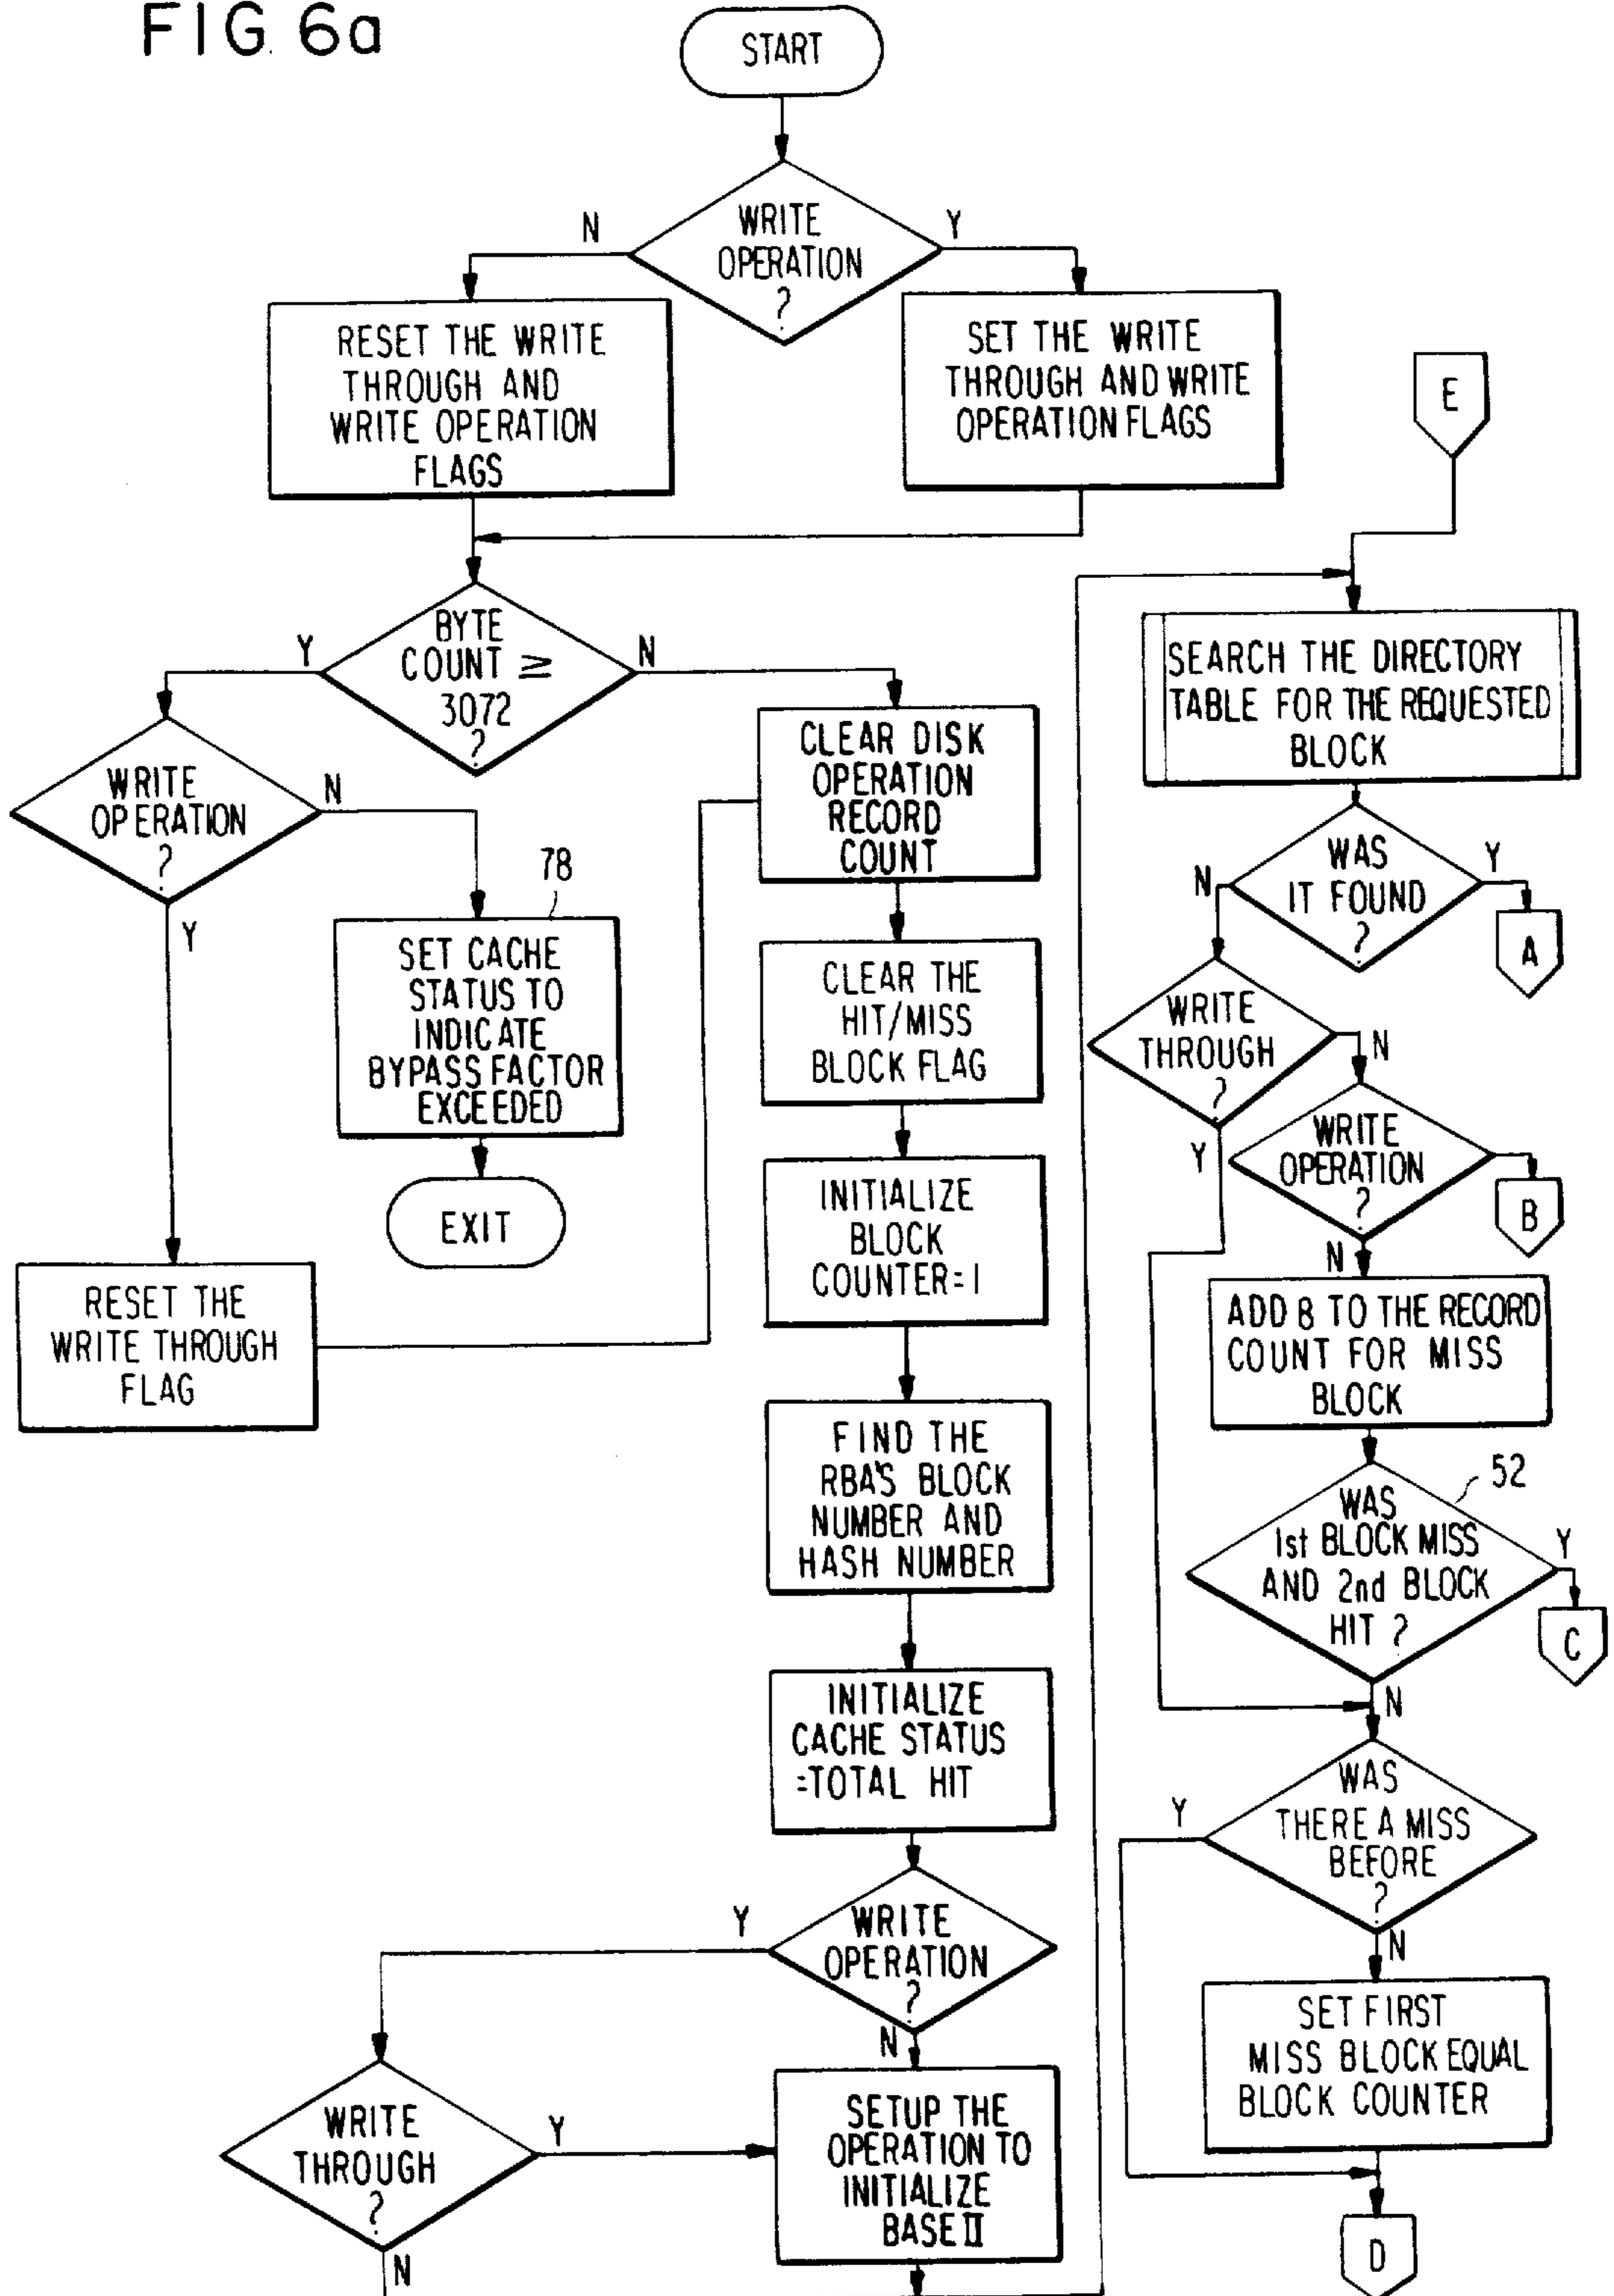 FIG. 6a
START
WRITE
OPERATION
?
N
Y
RESET THE WRITE
THROUGH AND
WRITE OPERATION
FLAGS
SET THE WRITE
THROUGH AND WRITE
OPERATION FLAGS
BYTE
COUNT ≥
3072
?
Y
N
WRITE
OPERATION
?
N
Y
78
SET CACHE
STATUS TO
INDICATE
BYPASS FACTOR
EXCEEDED
EXIT
RESET THE
WRITE THROUGH
FLAG
CLEAR DISK
OPERATION
RECORD
COUNT
CLEAR THE
HIT/MISS
BLOCK FLAG
INITIALIZE
BLOCK
COUNTER=1
FIND THE
RBA'S BLOCK
NUMBER AND
HASH NUMBER
INITIALIZE
CACHE STATUS
=TOTAL HIT
WRITE
OPERATION
?
Y
N
WRITE
THROUGH
?
Y
N
SETUP THE
OPERATION TO
INITIALIZE
BASE II
E
SEARCH THE DIRECTORY
TABLE FOR THE REQUESTED
BLOCK
WAS
IT FOUND
?
N
Y
A
WRITE
THROUGH
?
N
Y
WRITE
OPERATION
?
B
N
ADD 8 TO THE RECORD
COUNT FOR MISS
BLOCK
52
WAS
1st BLOCK MISS
AND 2nd BLOCK
HIT ?
Y
C
N
WAS
THERE A MISS
BEFORE
?
Y
N
SET FIRST
MISS BLOCK EQUAL
BLOCK COUNTER
D